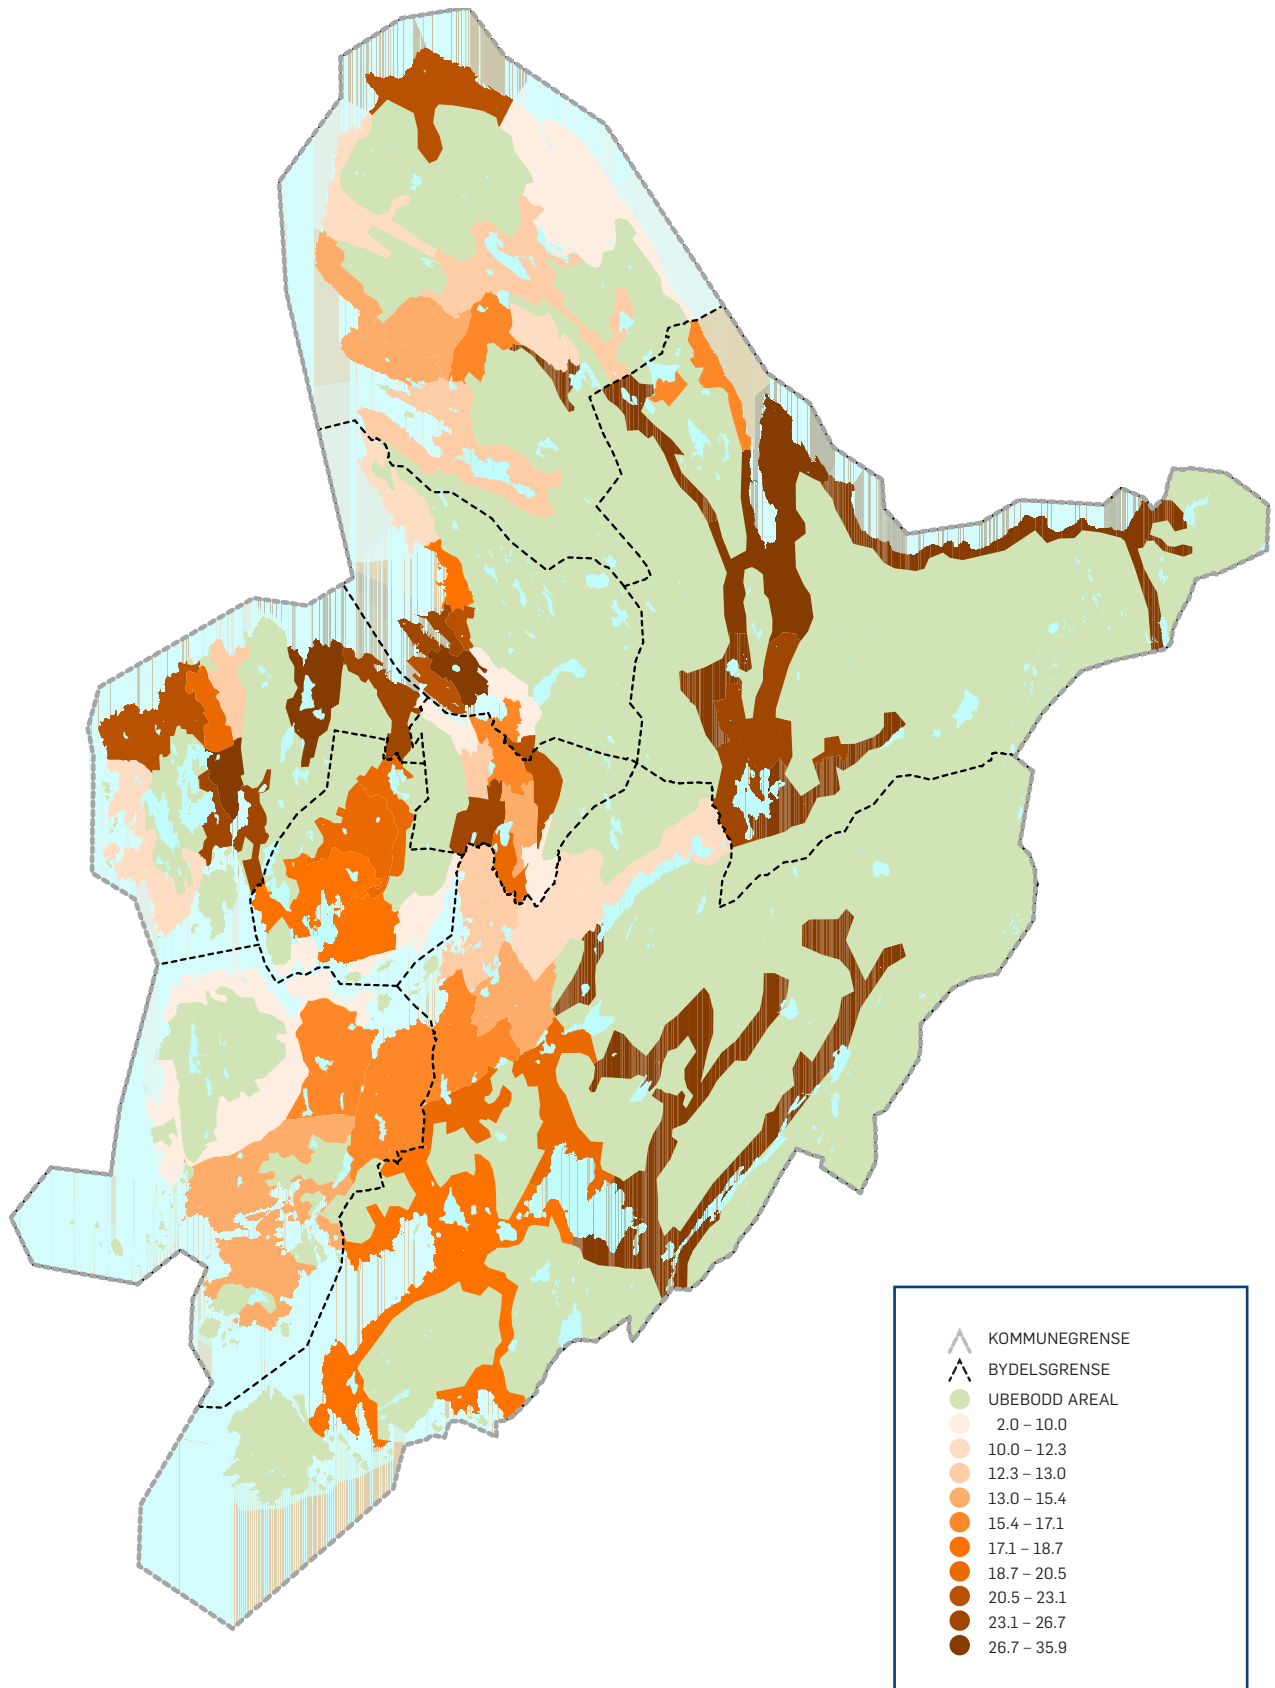 KOMMUNEGRENSE
BYDELSGRENSE
UBEBODD AREAL
2.0 – 10.0
10.0 – 12.3
12.3 – 13.0
13.0 – 15.4
15.4 – 17.1
17.1 – 18.7
18.7 – 20.5
20.5 – 23.1
23.1 – 26.7
26.7 – 35.9